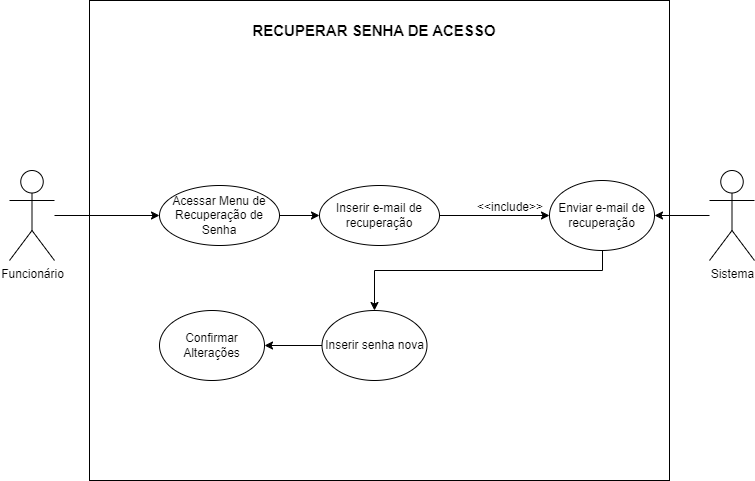 RECUPERAR SENHA DE ACESSO
Acessar Menu de
Recuperação de
Senha
Inserir e-mail de
recuperação
<<include>>
Enviar e-mail de
recuperação
Funcionário
Sistema
Confirmar
Alterações
Inserir senha nova